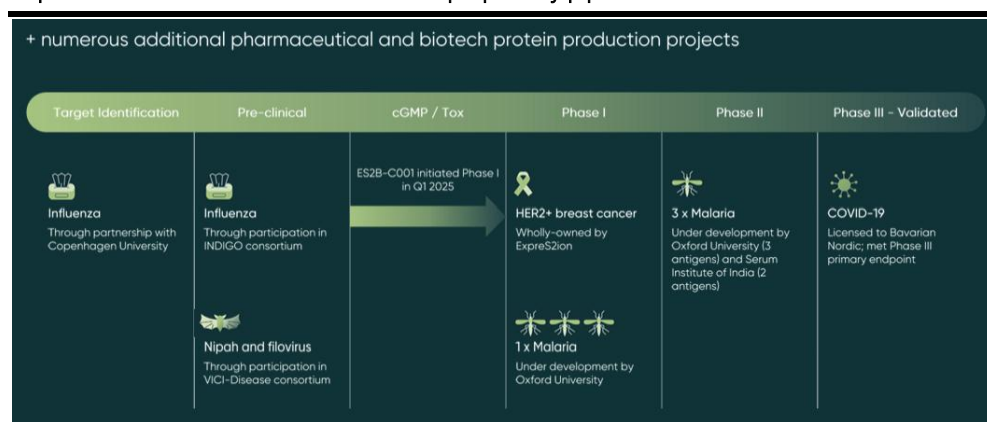 + numerous additional pharmaceutical and biotech protein production projects
Target Identification
Pre-clinical
cGMP / Tox
Phase I
Phase II
Phase III - Validated
Influenza
Through partnership with
Copenhagen University
Influenza
Through participation in
INDIGO consortium
Nipah and filovirus
Through participation in
VICI-Disease consortium
ES2B-C001 initiated Phase I
in Q1 2025
HER2+ breast cancer
Wholly-owned by
ExpreS2ion
1 x Malaria
Under development by
Oxford University
3 x Malaria
Under development by
Oxford University (3
antigens) and Serum
Institute of India (2
antigens)
COVID-19
Licensed to Bavarian
Nordic; met Phase III
primary endpoint